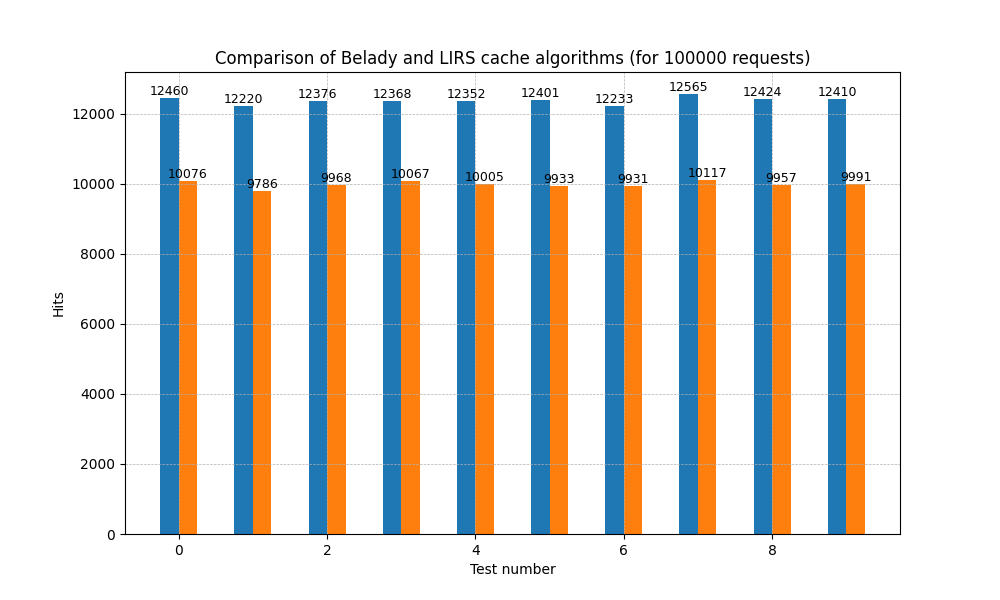 Comparison of Belady and LIRS cache algorithms (for 100000 requests)
12460 12220 12376 12368 12352 12401 12233 12565 12424 12410
10076 9786 9968 10067 10005 9933 9931 10117 9957 9991
12000
10000
8000
6000
4000
2000
0
Hits
0 2 4 6 8
Test number